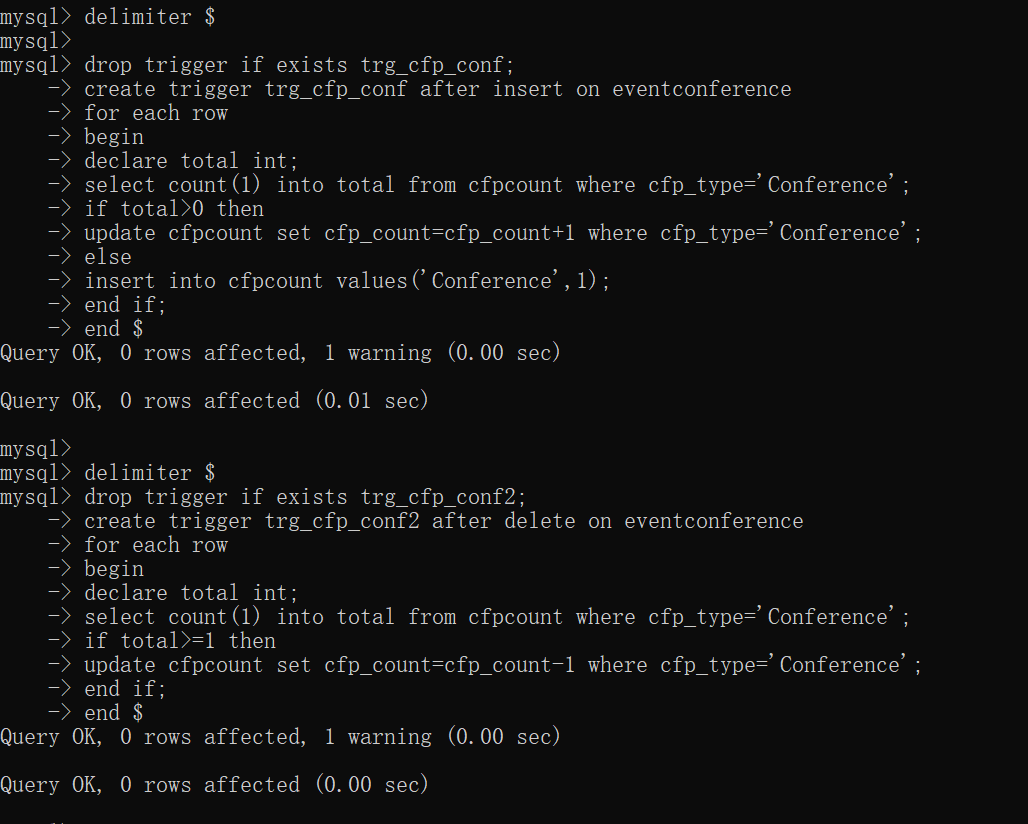 mysql> delimiter $
mysql>
mysql> drop trigger if exists trg_cfp_conf;
    -> create trigger trg_cfp_conf after insert on eventconference
    -> for each row
    -> begin
    -> declare total int;
    -> select count(1) into total from cfpcount where cfp_type='Conference';
    -> if total>0 then
    -> update cfpcount set cfp_count=cfp_count+1 where cfp_type='Conference';
    -> else
    -> insert into cfpcount values('Conference',1);
    -> end if;
    -> end $
Query OK, 0 rows affected, 1 warning (0.00 sec)

Query OK, 0 rows affected (0.01 sec)

mysql>
mysql> delimiter $
mysql> drop trigger if exists trg_cfp_conf2;
    -> create trigger trg_cfp_conf2 after delete on eventconference
    -> for each row
    -> begin
    -> declare total int;
    -> select count(1) into total from cfpcount where cfp_type='Conference';
    -> if total>=1 then
    -> update cfpcount set cfp_count=cfp_count-1 where cfp_type='Conference';
    -> end if;
    -> end $
Query OK, 0 rows affected, 1 warning (0.00 sec)

Query OK, 0 rows affected (0.00 sec)